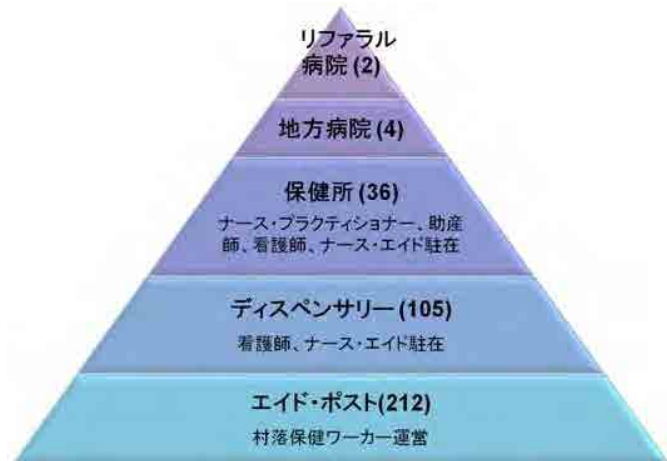 リファラル
病院 (2)
地方病院 (4)
保健所 (36)
ナース・プラクティショナー、助産
師、看護師、ナース・エイド駐在
ディスペンサリー (105)
看護師、ナース・エイド駐在
エイド・ポスト(212)
村落保健ワーカー運営